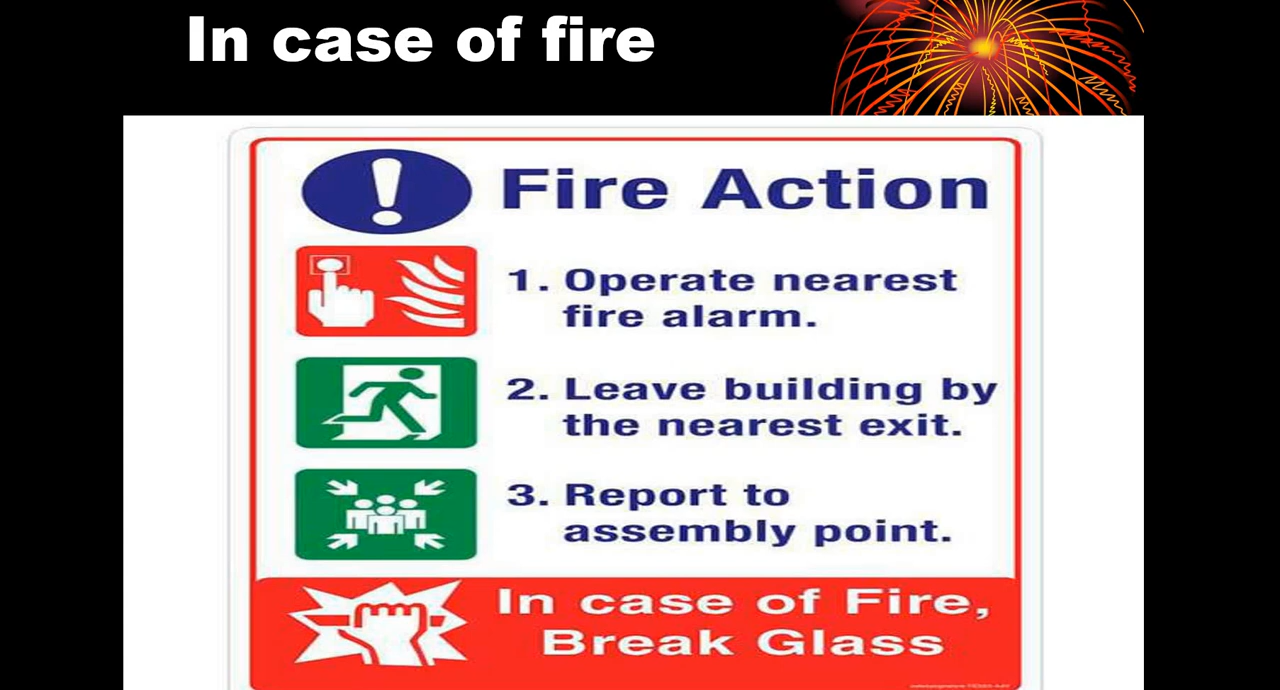 In case of fire
Fire Action
1. Operate nearest
fire alarm.
2. Leave building by
the nearest exit.
3. Report to
assembly point.
In case of Fire,
Break Glass